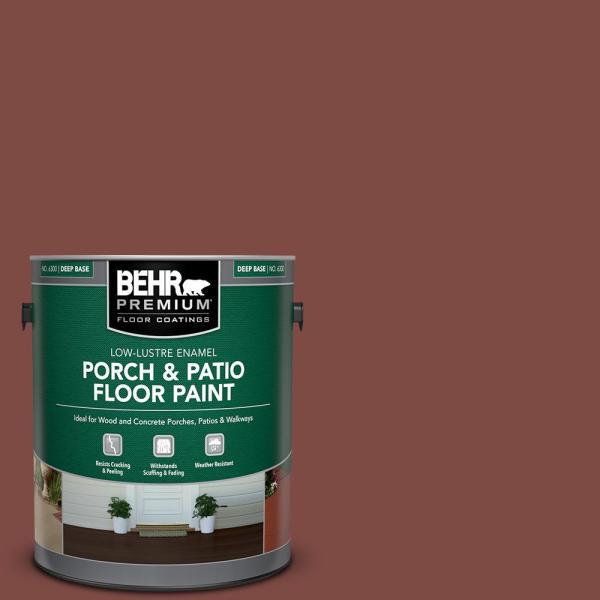 NO. 6300 | DEEP BASE
DEEP BASE | NO. 6300
BEHR
PREMIUM®
FLOOR COATINGS
LOW-LUSTRE ENAMEL
PORCH & PATIO
FLOOR PAINT
Ideal for Wood and Concrete Porches, Patios & Walkways
Resists Cracking
& Peeling
Withstands
Scuffing & Fading
Weather Resistant